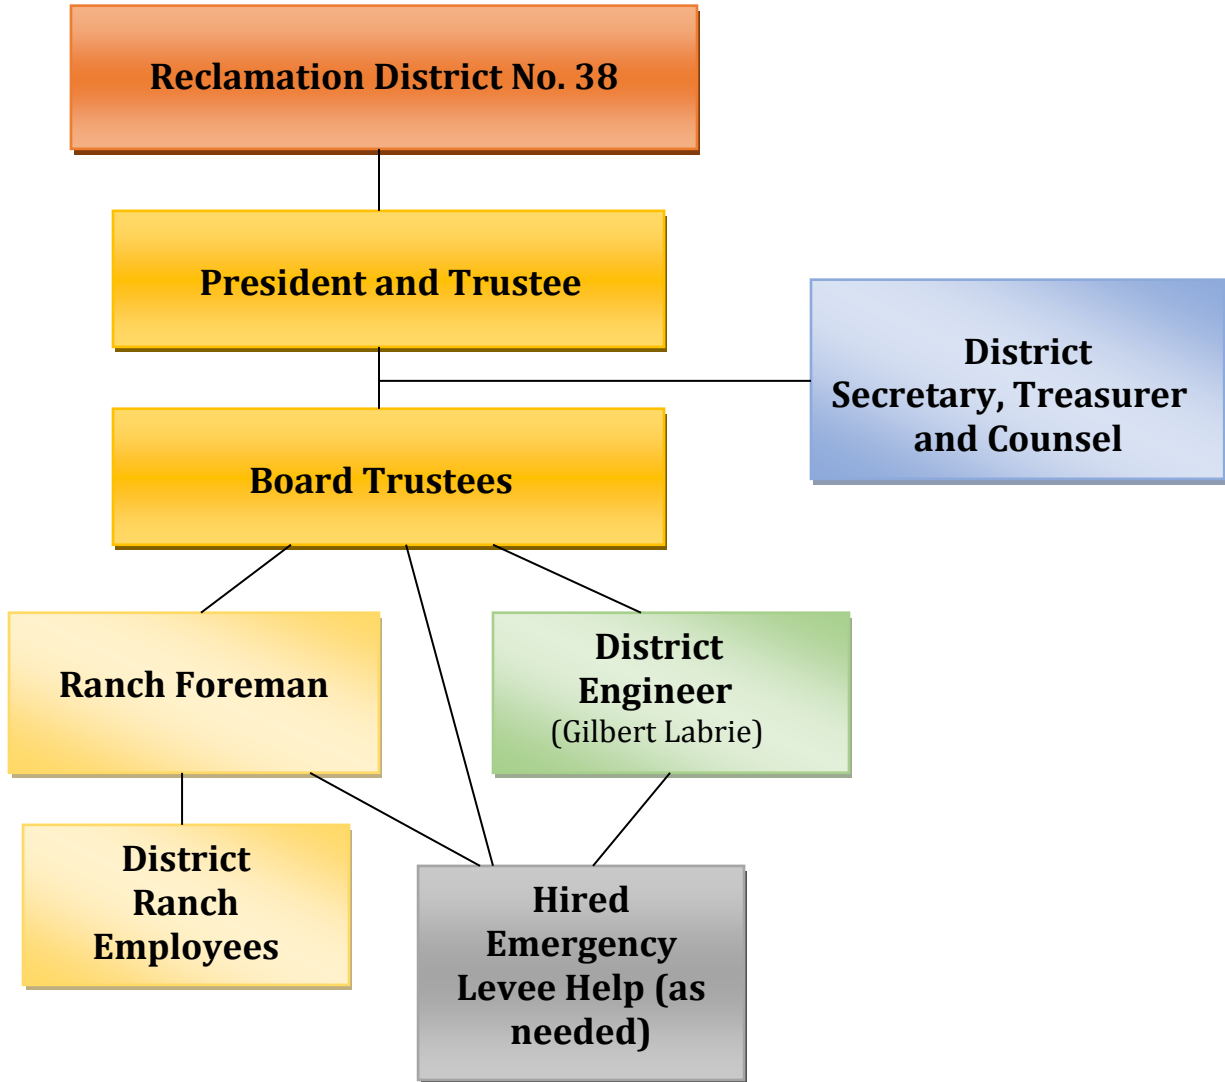 Reclamation District No. 38
President and Trustee
District
Secretary, Treasurer
and Counsel
Board Trustees
Ranch Foreman
District
Engineer
(Gilbert Labrie)
District
Ranch
Employees
Hired
Emergency
Levee Help (as
needed)